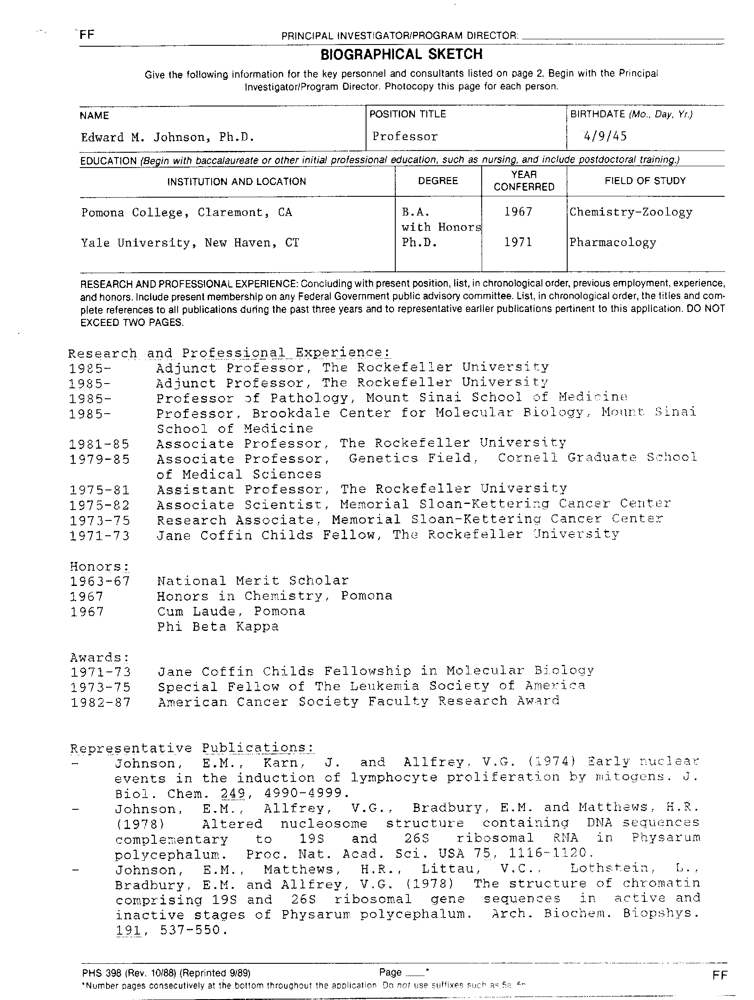 FF
PRINCIPAL INVESTIGATOR/PROGRAM DIRECTOR:
BIOGRAPHICAL SKETCH
Give the following information for the key personnel and consultants listed on page 2. Begin with the Principal
Investigator/Program Director. Photocopy this page for each person.
NAME POSITION TITLE BIRTHDATE (Mo., Day, Yr.)
Edward M. Johnson, Ph.D. Professor 4/9/45
EDUCATION (Begin with baccalaureate or other initial professional education, such as nursing, and include postdoctoral training.)
INSTITUTION AND LOCATION DEGREE YEAR CONFERRED FIELD OF STUDY
Pomona College, Claremont, CA B.A. with Honors 1967 Chemistry-Zoology
Yale University, New Haven, CT Ph.D. 1971 Pharmacology
RESEARCH AND PROFESSIONAL EXPERIENCE: Concluding with present position, list, in chronological order, previous employment, experience,
and honors. Include present membership on any Federal Government public advisory committee. List, in chronological order, the titles and com-
plete references to all publications during the past three years and to representative earlier publications pertinent to this application. DO NOT
EXCEED TWO PAGES.
Research and Professional Experience:
1985- Adjunct Professor, The Rockefeller University
1985- Adjunct Professor, The Rockefeller University
1985- Professor of Pathology, Mount Sinai School of Medicine
1985- Professor, Brookdale Center for Molecular Biology, Mount Sinai
School of Medicine
1981-85 Associate Professor, The Rockefeller University
1979-85 Associate Professor, Genetics Field, Cornell Graduate School
of Medical Sciences
1975-81 Assistant Professor, The Rockefeller University
1975-82 Associate Scientist, Memorial Sloan-Kettering Cancer Center
1973-75 Research Associate, Memorial Sloan-Kettering Cancer Center
1971-73 Jane Coffin Childs Fellow, The Rockefeller University
Honors:
1963-67 National Merit Scholar
1967 Honors in Chemistry, Pomona
1967 Cum Laude, Pomona
Phi Beta Kappa
Awards:
1971-73 Jane Coffin Childs Fellowship in Molecular Biology
1973-75 Special Fellow of The Leukemia Society of America
1982-87 American Cancer Society Faculty Research Award
Representative Publications:
- Johnson, E.M., Karn, J. and Allfrey, V.G. (1974) Early nuclear
events in the induction of lymphocyte proliferation by mitogens. J.
Biol. Chem. 249, 4990-4999.
- Johnson, E.M., Allfrey, V.G., Bradbury, E.M. and Matthews, H.R.
(1978) Altered nucleosome structure containing DNA sequences
complementary to 19S and 26S ribosomal RNA in Physarum
polycephalum. Proc. Nat. Acad. Sci. USA 75, 1116-1120.
- Johnson, E.M., Matthews, H.R., Littau, V.C., Lothstein, L.,
Bradbury, E.M. and Allfrey, V.G. (1978) The structure of chromatin
comprising 19S and 26S ribosomal gene sequences in active and
inactive stages of Physarum polycephalum. Arch. Biochem. Biopshys.
191, 537-550.
PHS 398 (Rev. 10/88) (Reprinted 9/89) Page ___* FF
*Number pages consecutively at the bottom throughout the application. Do not use suffixes such as 5a,